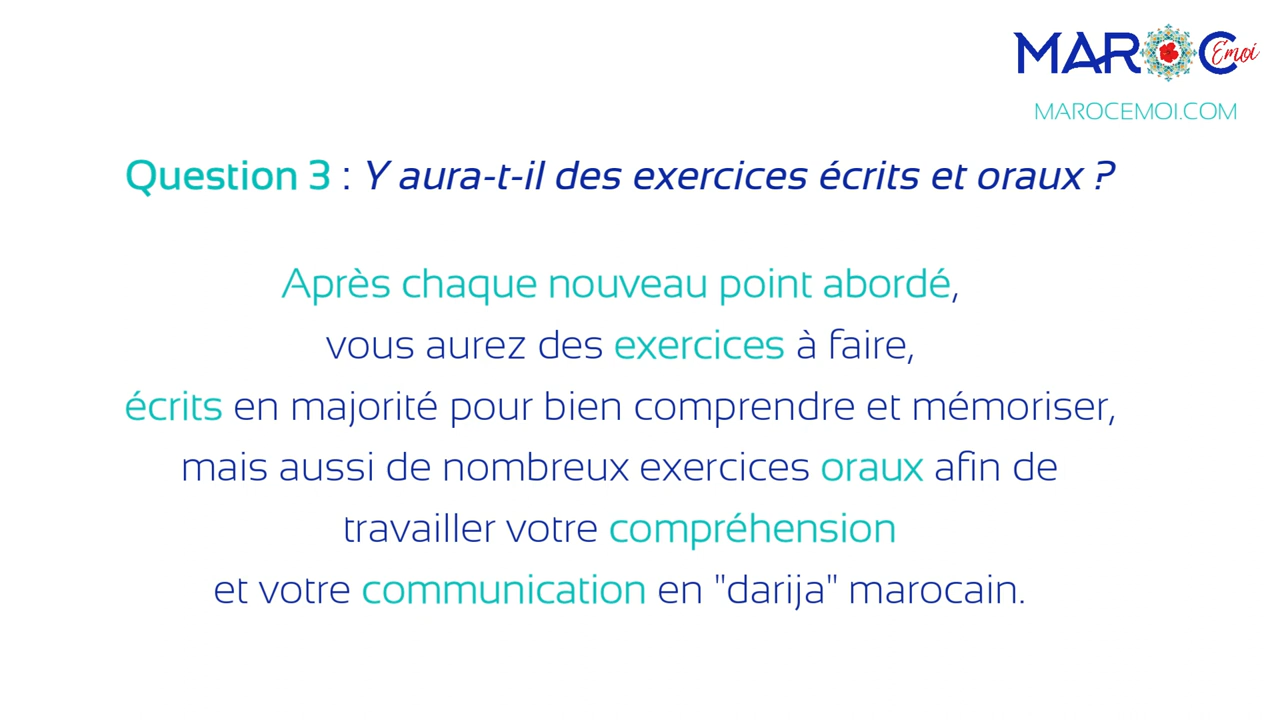 MAROC Emoi
MAROCEMOI.COM
Question 3 : Y aura-t-il des exercices écrits et oraux ?
Après chaque nouveau point abordé,
vous aurez des exercices à faire,
écrits en majorité pour bien comprendre et mémoriser,
mais aussi de nombreux exercices oraux afin de
travailler votre compréhension
et votre communication en "darija" marocain.